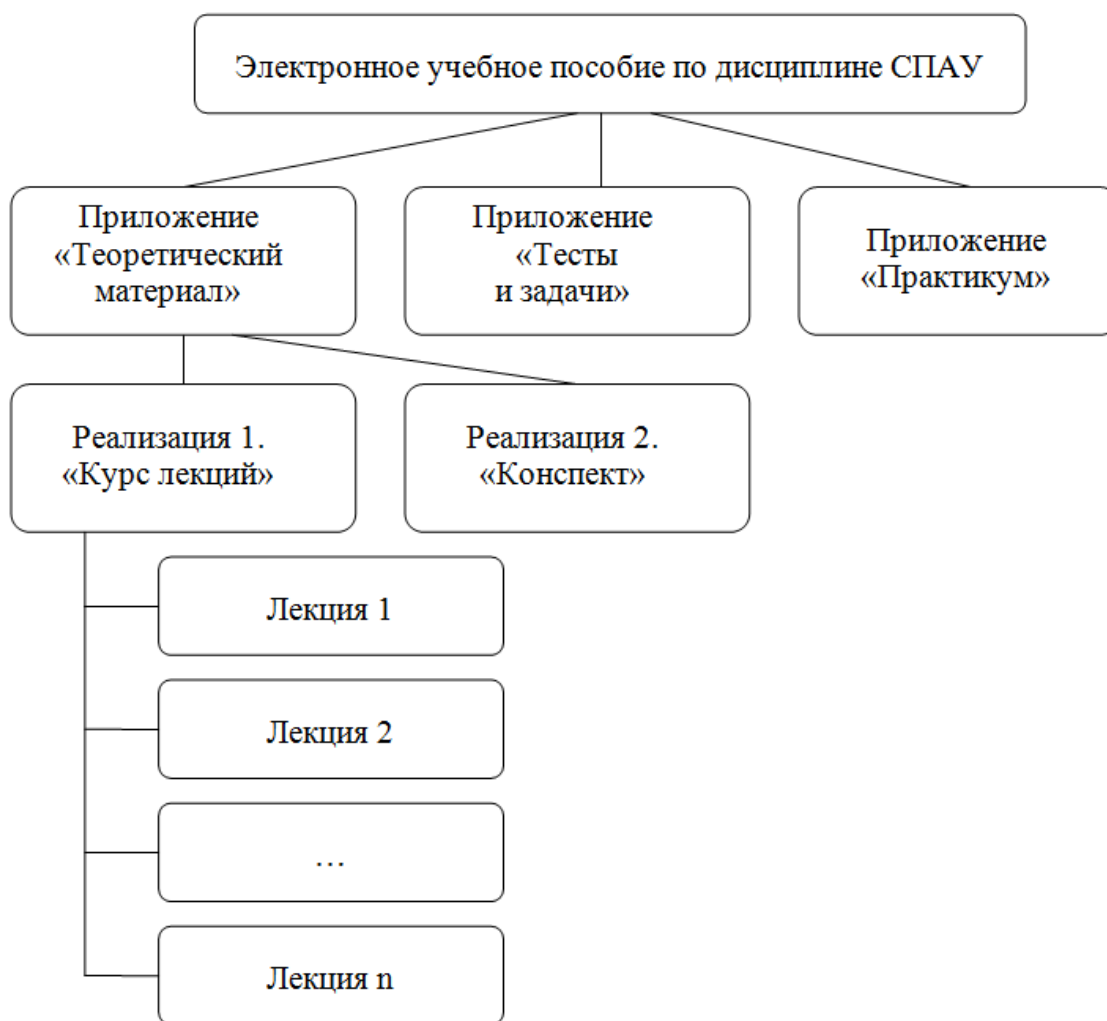 Электронное учебное пособие по дисциплине СПАУ
Приложение
«Теоретический
материал»
Приложение
«Тесты
и задачи»
Приложение
«Практикум»
Реализация 1.
«Курс лекций»
Реализация 2.
«Конспект»
Лекция 1
Лекция 2
…
Лекция n